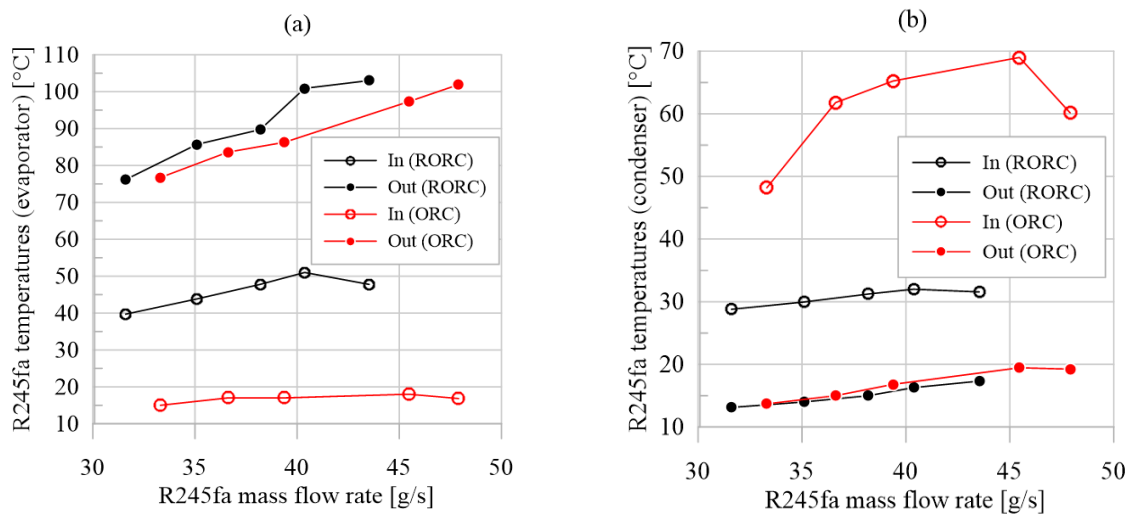 (a)
R245fa temperatures (evaporator) [°C]
110
100
90
80
70
60
50
40
30
20
10
30 35 40 45 50
R245fa mass flow rate [g/s]
In (RORC)
Out (RORC)
In (ORC)
Out (ORC)
(b)
R245fa temperatures (condenser) [°C]
70
60
50
40
30
20
10
30 35 40 45 50
R245fa mass flow rate [g/s]
In (RORC)
Out (RORC)
In (ORC)
Out (ORC)